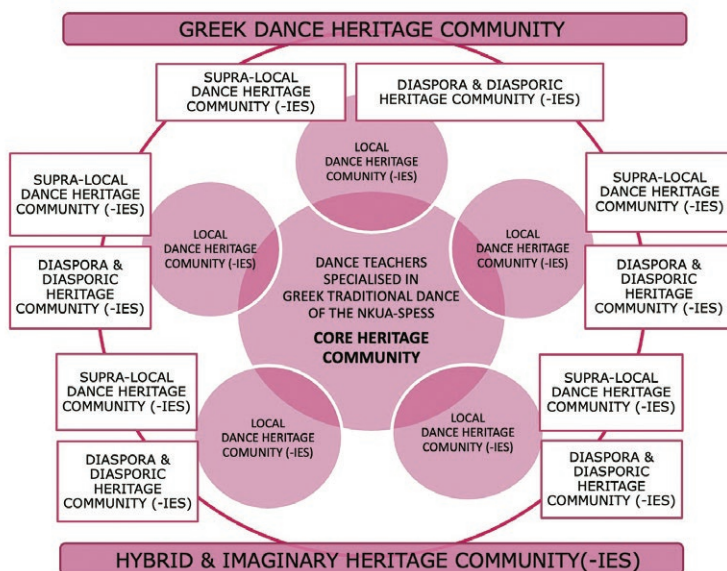 GREEK DANCE HERITAGE COMMUNITY
SUPRA-LOCAL
DANCE HERITAGE
COMMUNITY (-IES)
DIASPORA & DIASPORIC
HERITAGE COMMUNITY (-IES)
LOCAL
DANCE HERITAGE
COMUNITY (-IES)
SUPRA-LOCAL
DANCE HERITAGE
COMMUNITY (-IES)
DIASPORA &
DIASPORIC
HERITAGE
COMMUNITY (-IES)
LOCAL
DANCE HERITAGE
COMUNITY (-IES)
DANCE TEACHERS
SPECIALISED IN
GREEK TRADITIONAL DANCE
OF THE NKUA-SPESS
CORE HERITAGE
COMMUNITY
LOCAL
DANCE HERITAGE
COMUNITY (-IES)
SUPRA-LOCAL
DANCE HERITAGE
COMMUNITY (-IES)
DIASPORA &
DIASPORIC
HERITAGE
COMMUNITY (-IES)
SUPRA-LOCAL
DANCE HERITAGE
COMMUNITY (-IES)
DIASPORA &
DIASPORIC
HERITAGE
COMMUNITY (-IES)
LOCAL
DANCE HERITAGE
COMUNITY (-IES)
LOCAL
DANCE HERITAGE
COMUNITY (-IES)
SUPRA-LOCAL
DANCE HERITAGE
COMMUNITY (-IES)
DIASPORA &
DIASPORIC
HERITAGE
COMMUNITY (-IES)
HYBRID & IMAGINARY HERITAGE COMMUNITY(-IES)